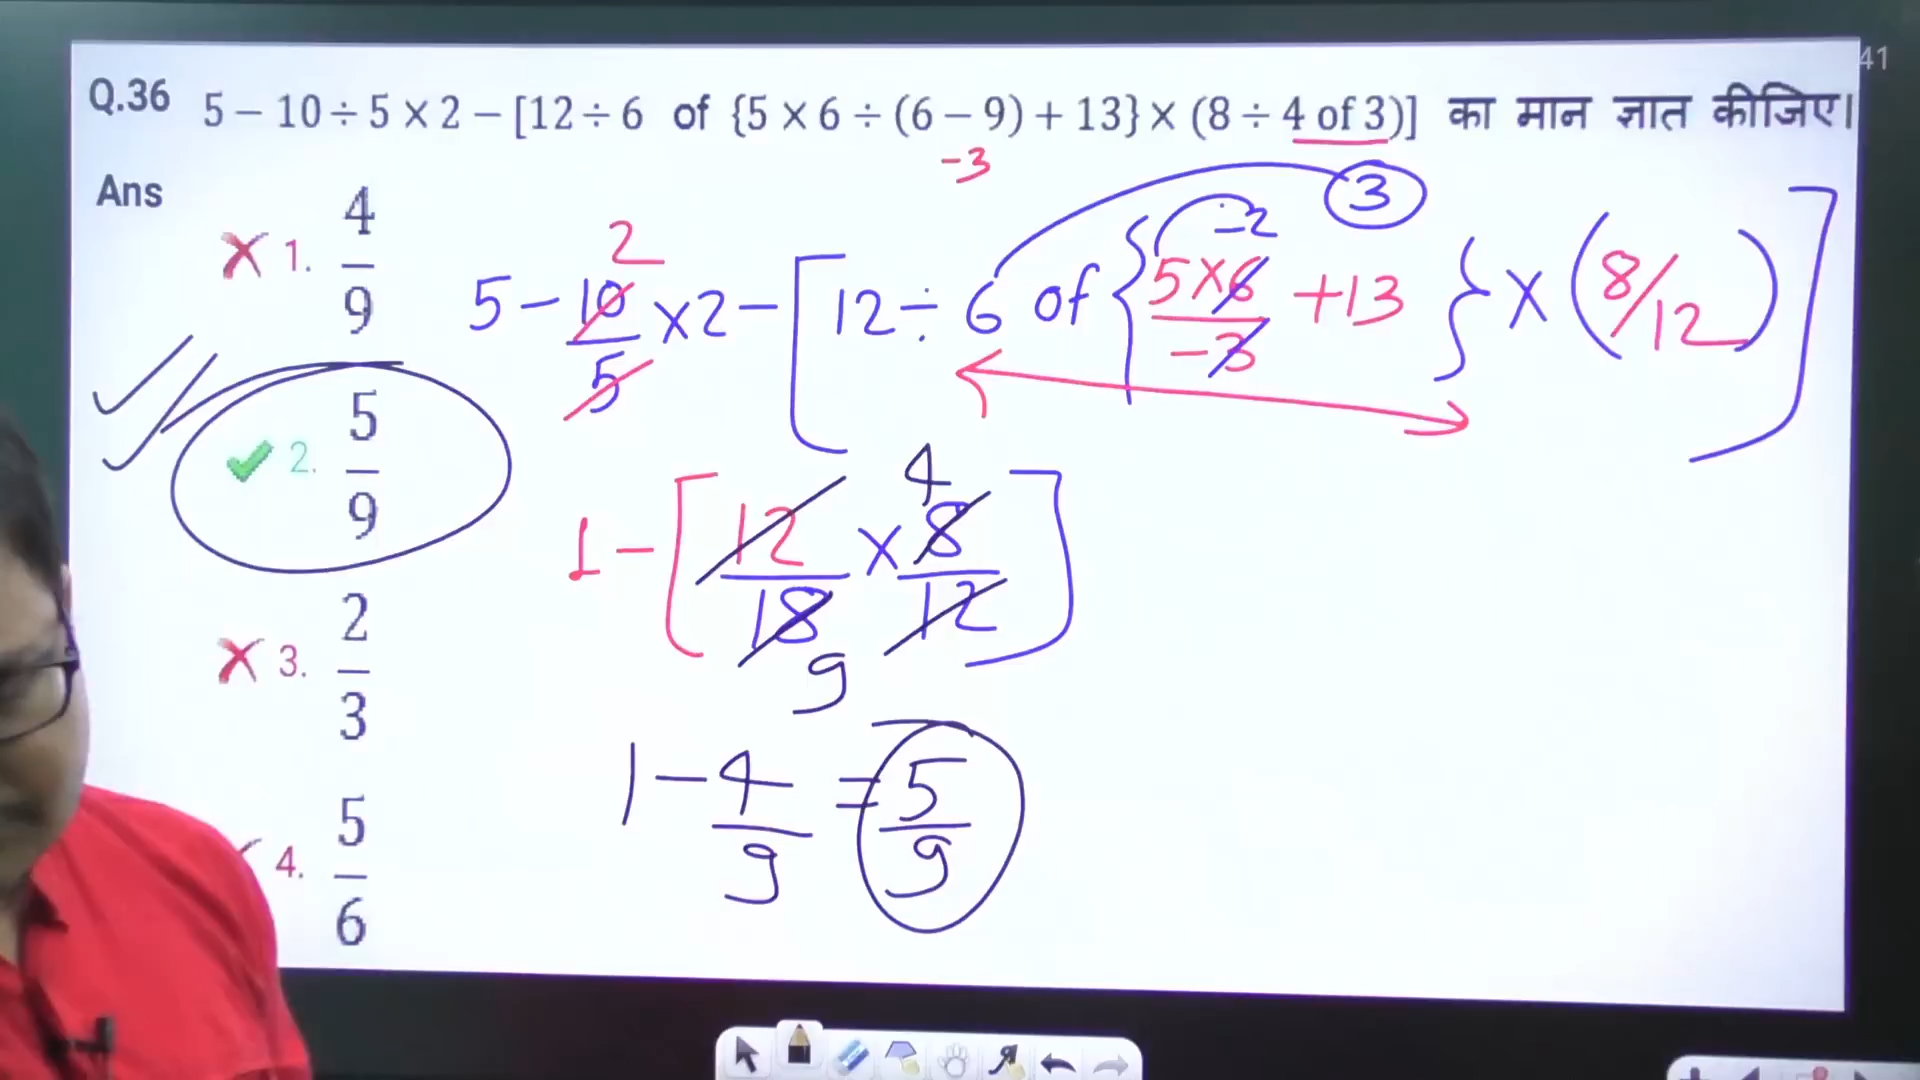 41
Q.36 5 − 10 ÷ 5 × 2 − [12 ÷ 6 of {5 × 6 ÷ (6 − 9) + 13} × (8 ÷ 4 of 3)] का मान ज्ञात कीजिए।
-3
Ans
1. 4/9
2. 5/9
3. 2/3
4. 5/6
2 -2 3
5 - 10/5 × 2 - [12 ÷ 6 of {5×6/-3 + 13} × (8/12)]
4
1 - [12/18 × 8/12]
9
1 - 4/9 = 5/9